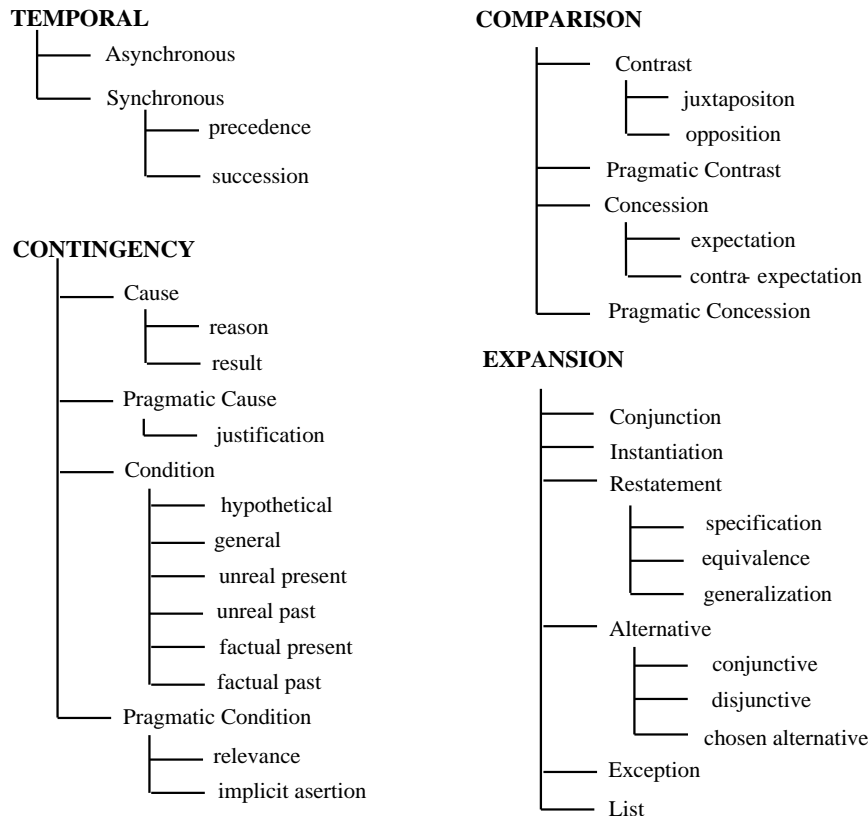 TEMPORAL
Asynchronous
Synchronous
precedence
succession
CONTINGENCY
Cause
reason
result
Pragmatic Cause
justification
Condition
hypothetical
general
unreal present
unreal past
factual present
factual past
Pragmatic Condition
relevance
implicit asertion
COMPARISON
Contrast
juxtapositon
opposition
Pragmatic Contrast
Concession
expectation
contra- expectation
Pragmatic Concession
EXPANSION
Conjunction
Instantiation
Restatement
specification
equivalence
generalization
Alternative
conjunctive
disjunctive
chosen alternative
Exception
List